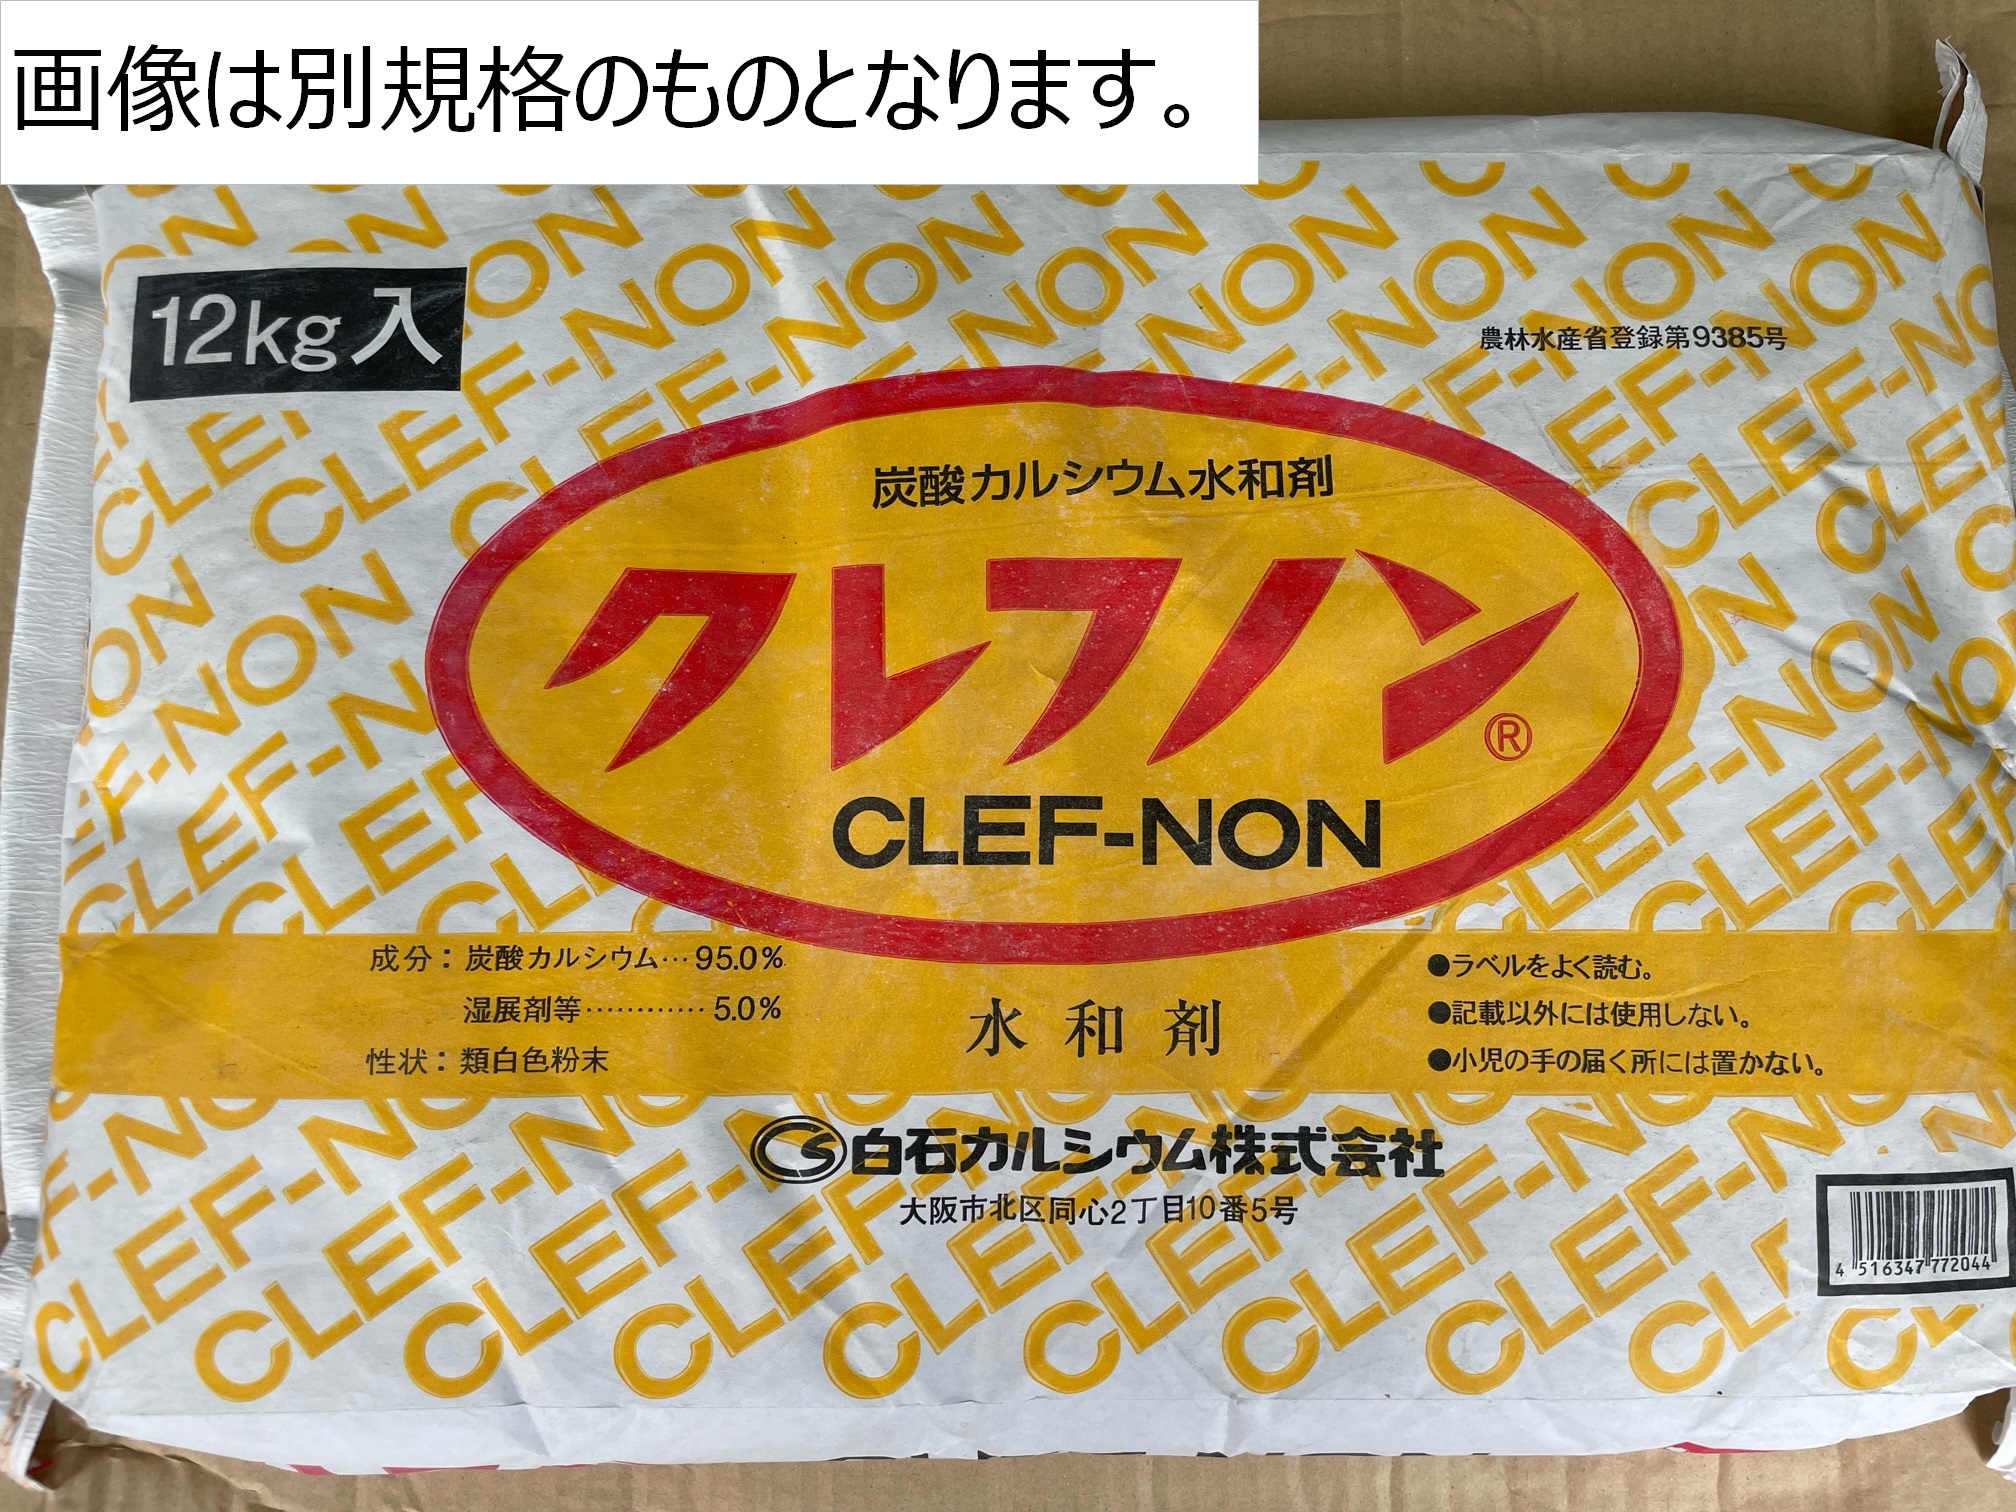 画像は別規格のものとなります。
12kg入
農林水産省登録第9385号
炭酸カルシウム水和剤
クレフノン®
CLEF-NON
成分：炭酸カルシウム…95.0%
湿展剤等…………5.0%
性状：類白色粉末
水和剤
●ラベルをよく読む。
●記載以外には使用しない。
●小児の手の届く所には置かない。
白石カルシウム株式会社
大阪市北区同心2丁目10番5号
4 516347 772044